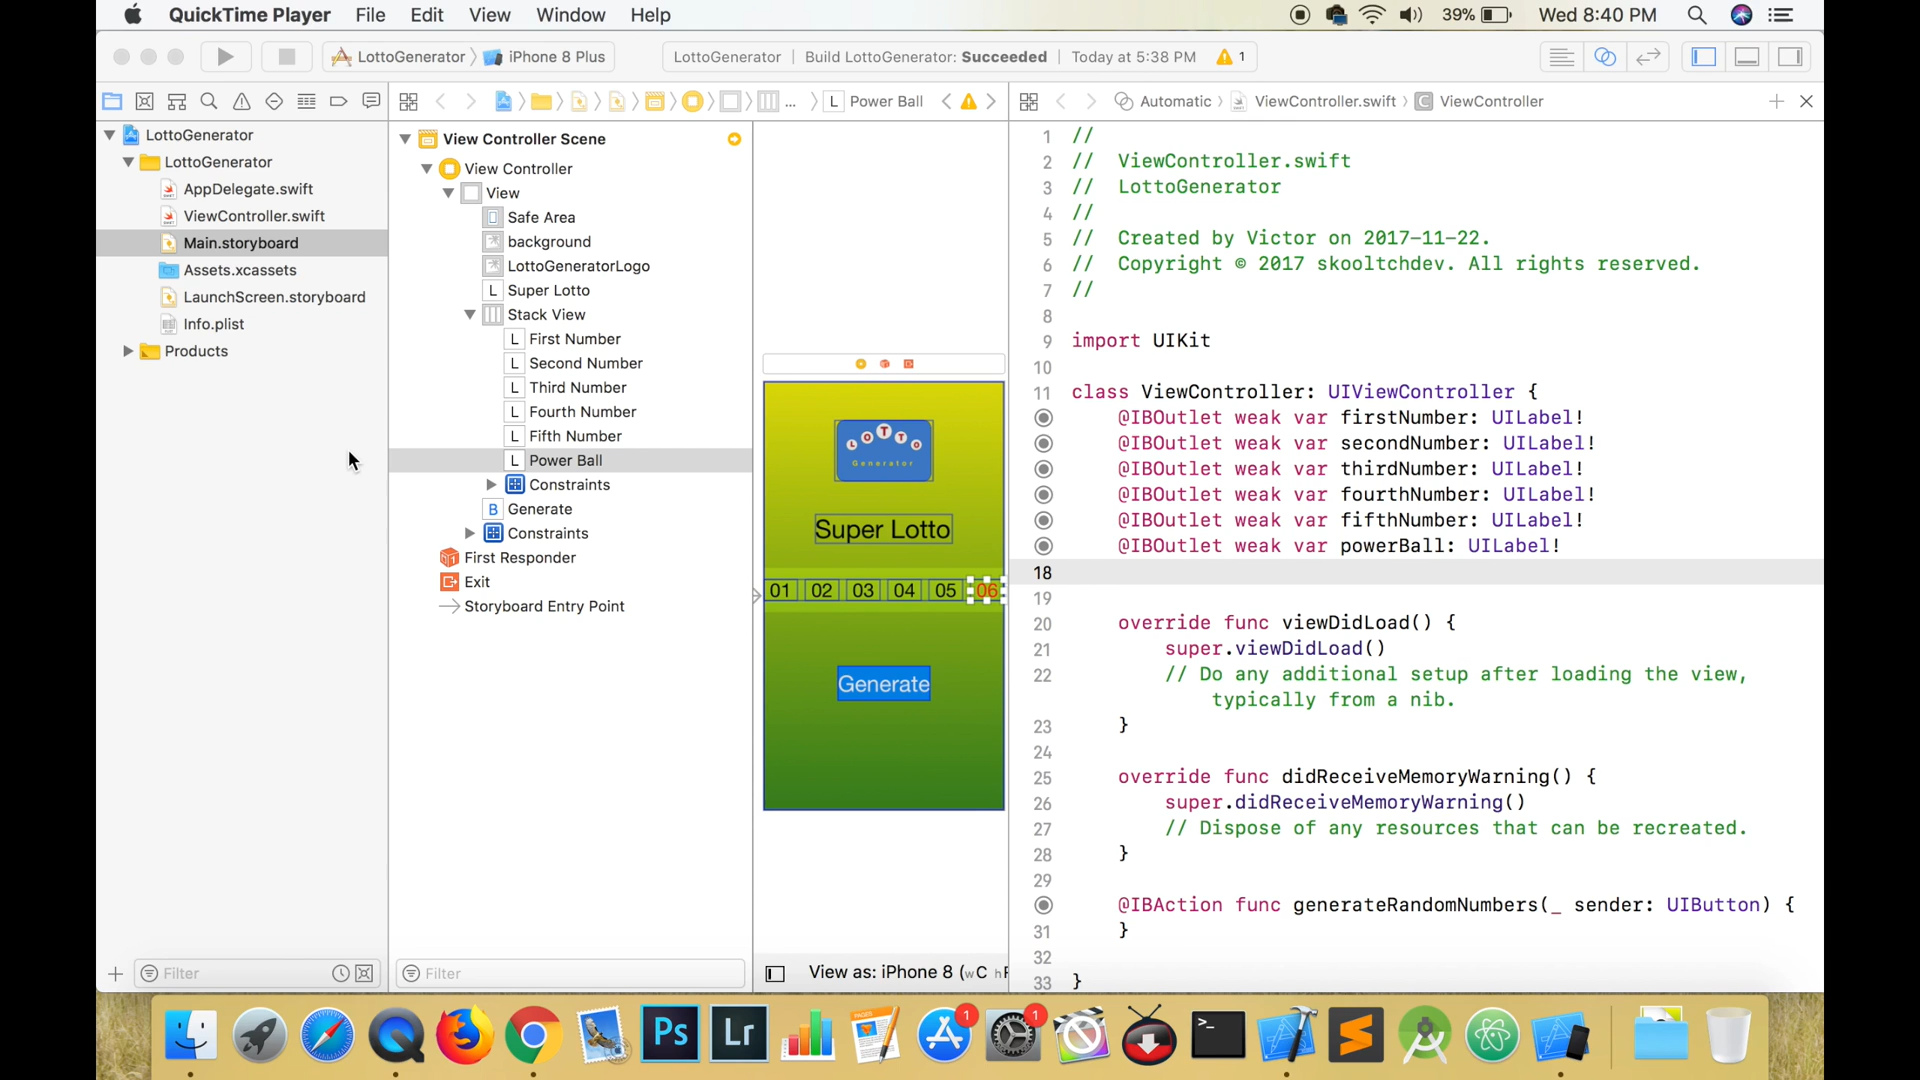 QuickTime Player File Edit View Window Help 39% Wed 8:40 PM
LottoGenerator 〉 iPhone 8 Plus LottoGenerator | Build LottoGenerator: Succeeded | Today at 5:38 PM 1
... 〉 L Power Ball Automatic 〉 ViewController.swift 〉 C ViewController
LottoGenerator
LottoGenerator
AppDelegate.swift
ViewController.swift
Main.storyboard
Assets.xcassets
LaunchScreen.storyboard
Info.plist
Products
Filter
View Controller Scene
View Controller
View
Safe Area
background
LottoGeneratorLogo
L Super Lotto
Stack View
L First Number
L Second Number
L Third Number
L Fourth Number
L Fifth Number
L Power Ball
Constraints
B Generate
Constraints
First Responder
Exit
Storyboard Entry Point
Filter
LOTTO
Generator
Super Lotto
01 02 03 04 05 06
Generate
View as: iPhone 8 (wC hR
1 //
2 // ViewController.swift
3 // LottoGenerator
4 //
5 // Created by Victor on 2017-11-22.
6 // Copyright © 2017 skooltchdev. All rights reserved.
7 //
8
9 import UIKit
10
11 class ViewController: UIViewController {
@IBOutlet weak var firstNumber: UILabel!
@IBOutlet weak var secondNumber: UILabel!
@IBOutlet weak var thirdNumber: UILabel!
@IBOutlet weak var fourthNumber: UILabel!
@IBOutlet weak var fifthNumber: UILabel!
@IBOutlet weak var powerBall: UILabel!
18
19
20 override func viewDidLoad() {
21 super.viewDidLoad()
22 // Do any additional setup after loading the view,
typically from a nib.
23 }
24
25 override func didReceiveMemoryWarning() {
26 super.didReceiveMemoryWarning()
27 // Dispose of any resources that can be recreated.
28 }
29
@IBAction func generateRandomNumbers(_ sender: UIButton) {
31 }
32
33 }
Ps Lr PAGES 1 1 >_